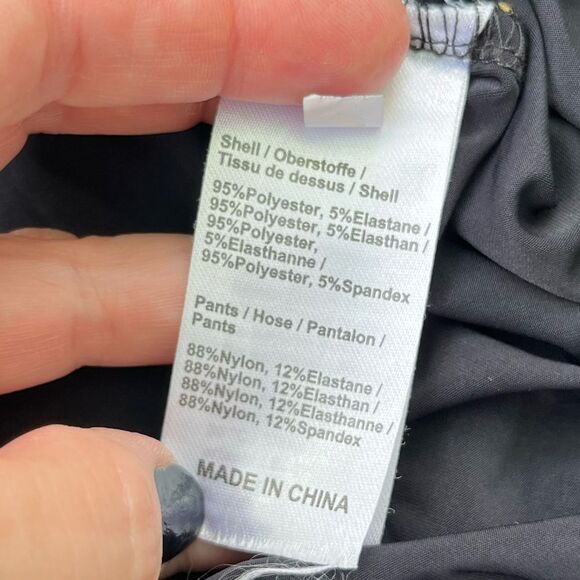 Shell / Oberstoffe /
Tissu de dessus / Shell
95%Polyester, 5%Elastane /
95%Polyester, 5%Elasthan /
95%Polyester,
5%Elasthanne /
95%Polyester, 5%Spandex
Pants / Hose / Pantalon /
Pants
88%Nylon, 12%Elastane /
88%Nylon, 12%Elasthan /
88%Nylon, 12%Elasthanne /
88%Nylon, 12%Spandex
MADE IN CHINA